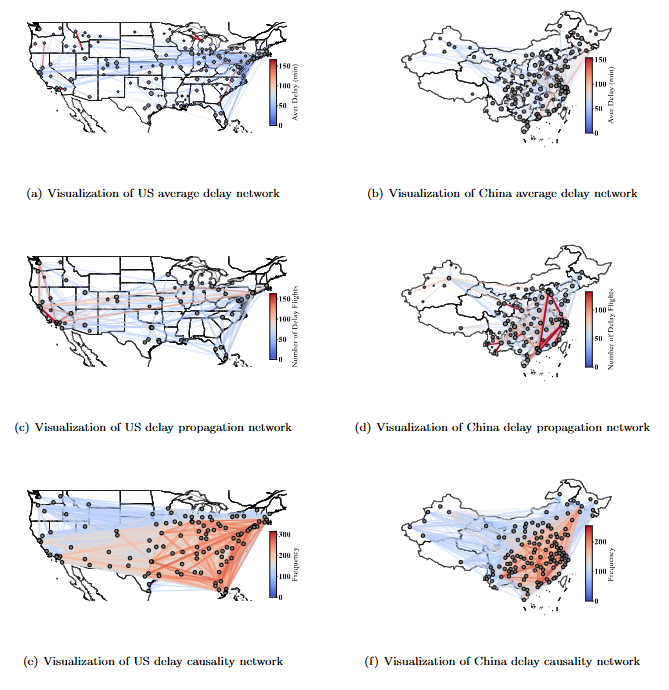 150
100
50
0
Aver Delay (min)
150
100
50
0
Aver Delay (min)
(a) Visualization of US average delay network
(b) Visualization of China average delay network
150
100
50
0
Number of Delay Flights
100
50
0
Number of Delay Flights
(c) Visualization of US delay propagation network
(d) Visualization of China delay propagation network
300
200
100
0
Frequency
200
100
0
Frequency
(e) Visualization of US delay causality network
(f) Visualization of China delay causality network